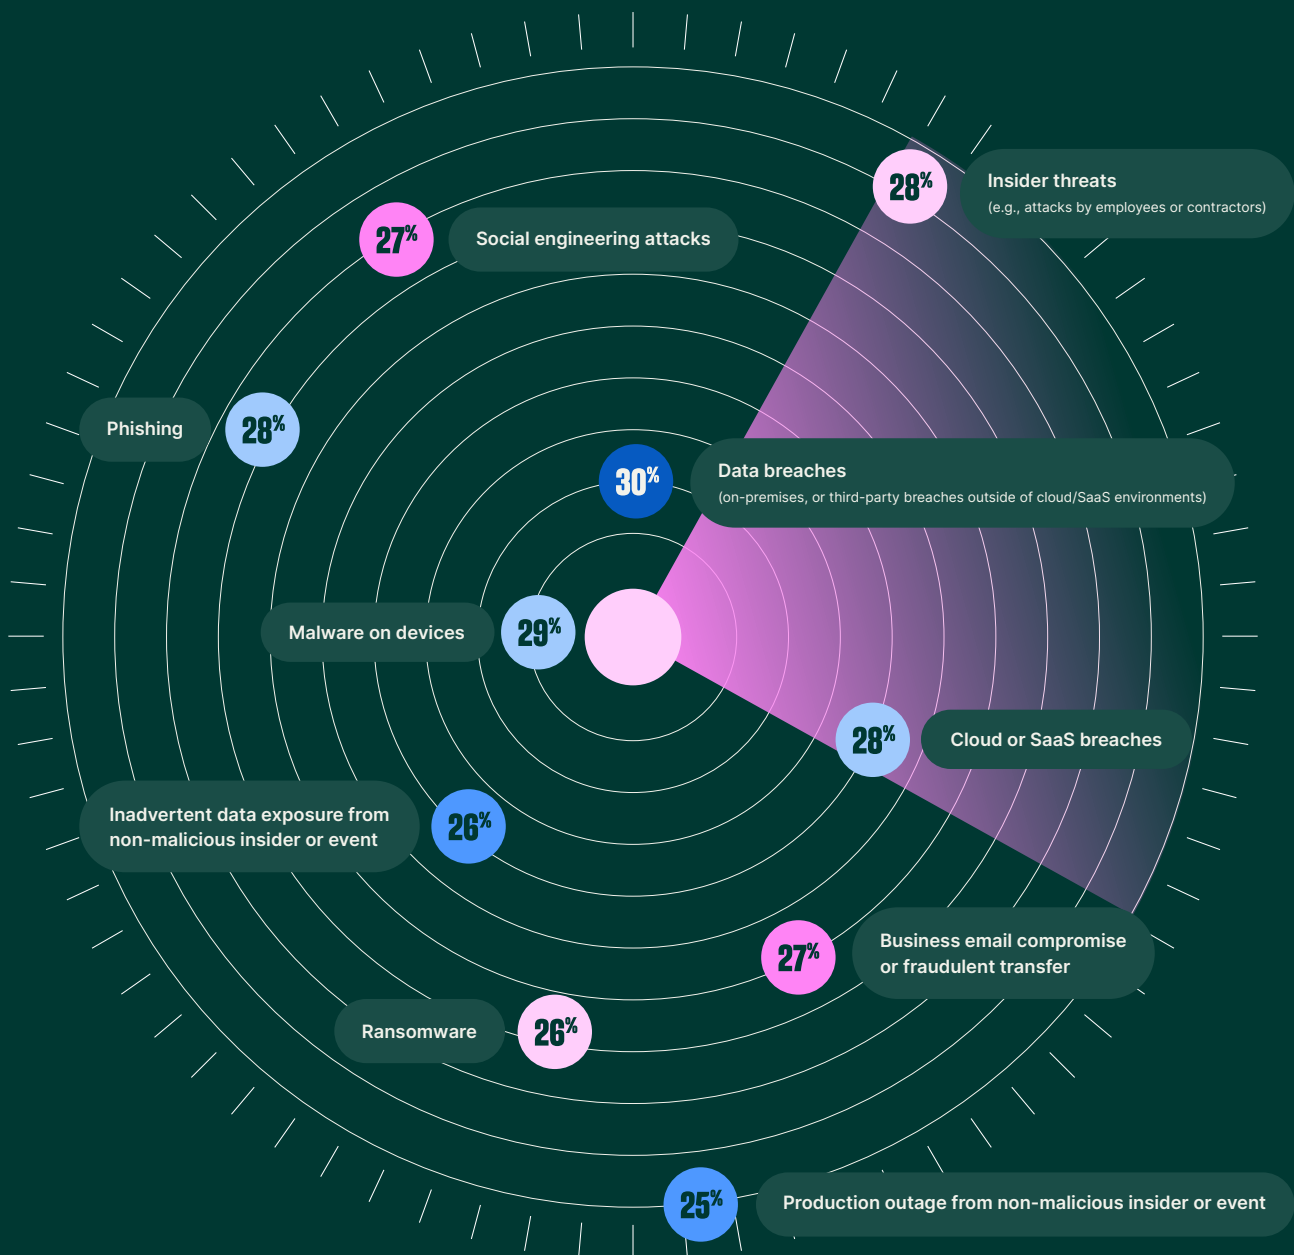 28%
Insider threats
(e.g., attacks by employees or contractors)
27%
Social engineering attacks
Phishing
28%
30%
Data breaches
(on-premises, or third-party breaches outside of cloud/SaaS environments)
Malware on devices
29%
28%
Cloud or SaaS breaches
Inadvertent data exposure from
non-malicious insider or event
26%
27%
Business email compromise
or fraudulent transfer
Ransomware
26%
25%
Production outage from non-malicious insider or event